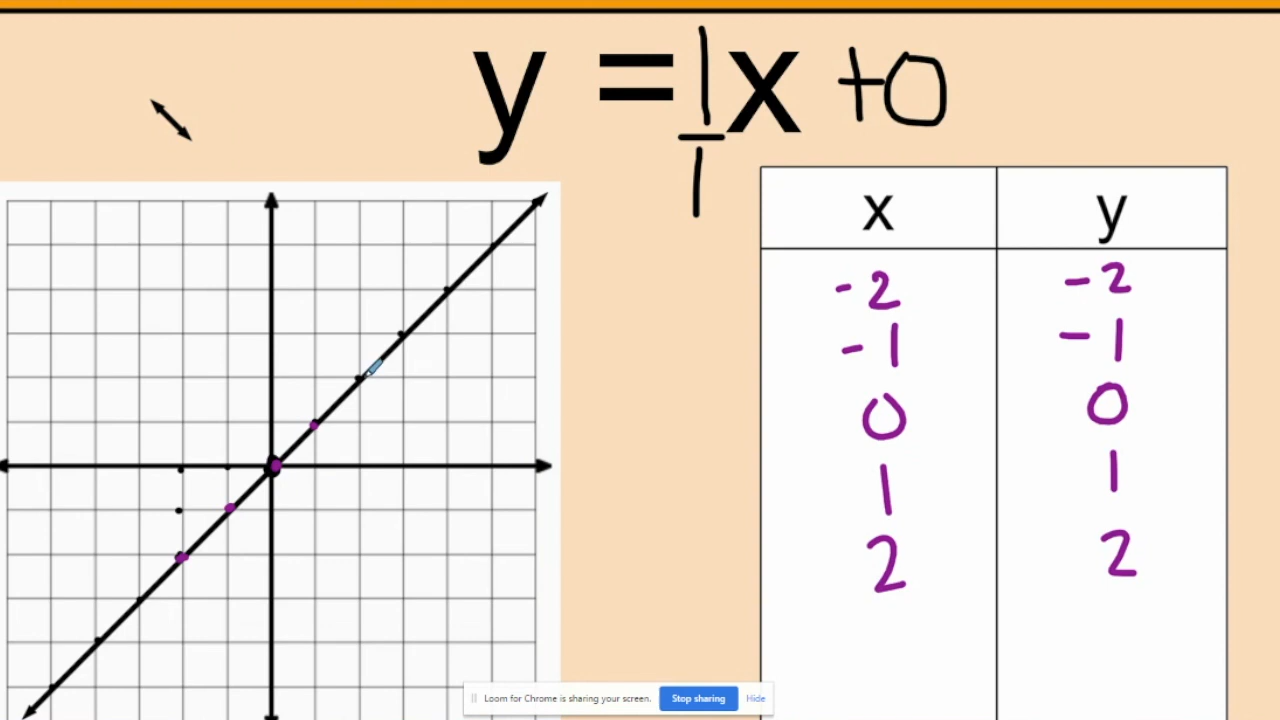 y = 1/1 x +0
x y
-2 -2
-1 -1
0 0
1 1
2 2
Loom for Chrome is sharing your screen. Stop sharing Hide